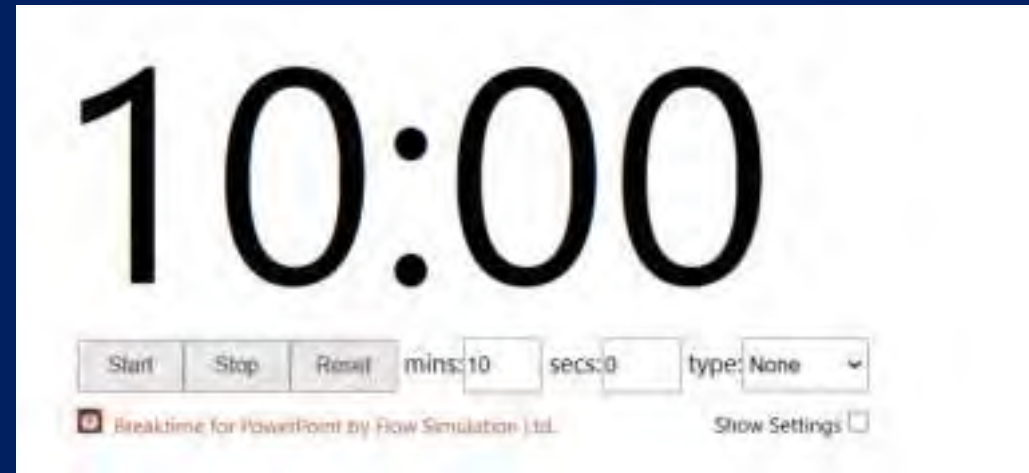 10:00
Start Stop Reset mins: 10 secs: 0 type: None
Breaktime for PowerPoint by Flow Simulation Ltd. Show Settings